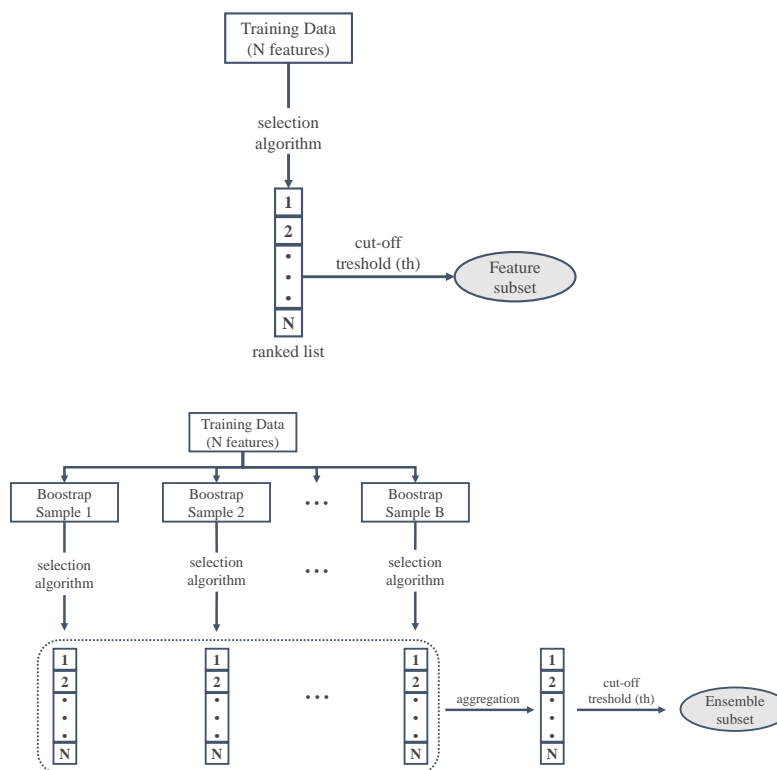 Training Data
(N features)
selection
algorithm
1
2
•
•
•
N
ranked list
cut-off
treshold (th)
Feature
subset
Training Data
(N features)
Boostrap
Sample 1
Boostrap
Sample 2
...
Boostrap
Sample B
selection
algorithm
selection
algorithm
...
selection
algorithm
1
2
•
•
•
N
1
2
•
•
•
N
...
1
2
•
•
•
N
aggregation
1
2
•
•
•
N
cut-off
treshold (th)
Ensemble
subset